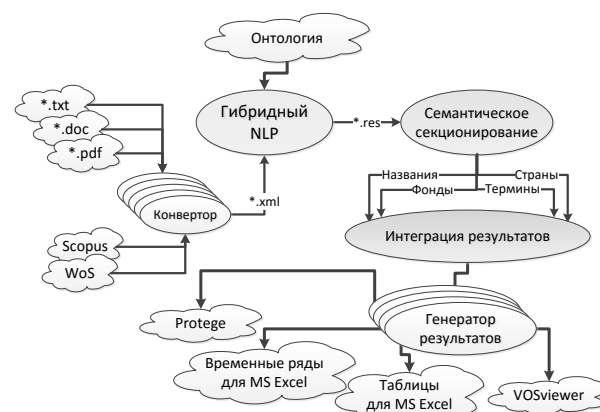 Онтология
*.txt
*.doc
*.pdf
Гибридный
NLP
*.res
Семантическое
секционирование
Названия
Страны
Фонды
Термины
*.xml
Конвертор
Scopus
WoS
Интеграция результатов
Protege
Генератор
результатов
Временные ряды
для MS Excel
Таблицы
для MS Excel
VOSviewer